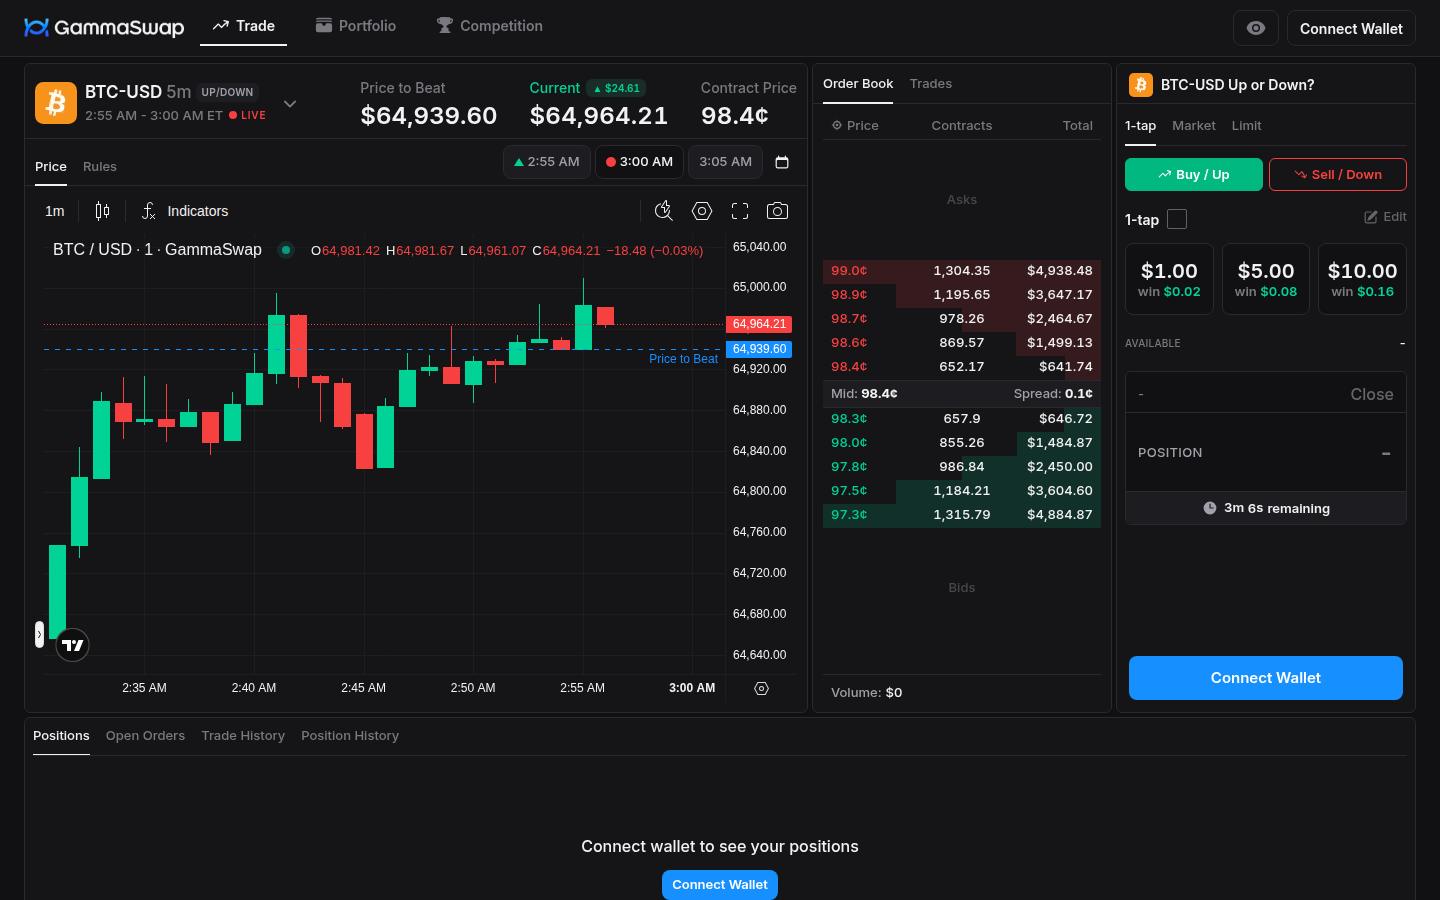 GammaSwap Trade Portfolio Competition Connect Wallet
BTC-USD 5m UP/DOWN
2:55 AM - 3:00 AM ET LIVE
Price to Beat
$64,939.60
Current ▲ $24.61
$64,964.21
Contract Price
98.4¢
Price Rules
▲ 2:55 AM 3:00 AM 3:05 AM
1m Indicators
BTC / USD · 1 · GammaSwap O64,981.42 H64,981.67 L64,961.07 C64,964.21 −18.48 (−0.03%)
65,040.00
65,000.00
64,964.21
64,939.60
Price to Beat
64,920.00
64,880.00
64,840.00
64,800.00
64,760.00
64,720.00
64,680.00
64,640.00
2:35 AM 2:40 AM 2:45 AM 2:50 AM 2:55 AM 3:00 AM
Order Book Trades
Price Contracts Total
Asks
99.0¢ 1,304.35 $4,938.48
98.9¢ 1,195.65 $3,647.17
98.7¢ 978.26 $2,464.67
98.6¢ 869.57 $1,499.13
98.4¢ 652.17 $641.74
Mid: 98.4¢ Spread: 0.1¢
98.3¢ 657.9 $646.72
98.0¢ 855.26 $1,484.87
97.8¢ 986.84 $2,450.00
97.5¢ 1,184.21 $3,604.60
97.3¢ 1,315.79 $4,884.87
Bids
Volume: $0
BTC-USD Up or Down?
1-tap Market Limit
Buy / Up Sell / Down
1-tap Edit
$1.00 $5.00 $10.00
win $0.02 win $0.08 win $0.16
AVAILABLE -
- Close
POSITION –
3m 6s remaining
Connect Wallet
Positions Open Orders Trade History Position History
Connect wallet to see your positions
Connect Wallet